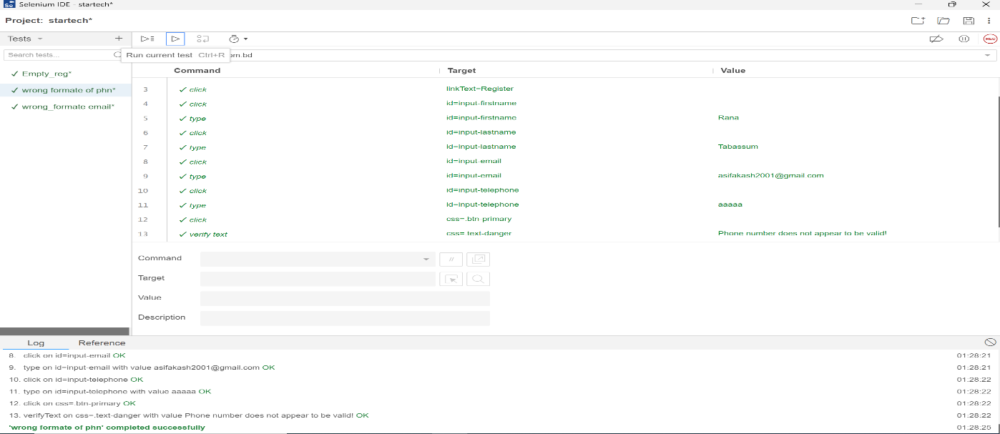 Selenium IDE - startech*
Project: startech*
Tests
Search tests...
Run current test Ctrl+R
om.bd
Command Target Value
Empty_reg*
wrong formate of phn*
wrong_formate email*
3 click linkText=Register
4 click id=input-firstname
5 type id=input-firstname Rana
6 click id=input-lastname
7 type id=input-lastname Tabassum
8 click id=input-email
9 type id=input-email asifakash2001@gmail.com
10 click id=input-telephone
11 type id=input-telephone aaaaa
12 click css=.btn-primary
13 verify text css=.text-danger Phone number does not appear to be valid!
Command //
Target
Value
Description
Log Reference
8. click on id=input-email OK 01:28:21
9. type on id=input-email with value asifakash2001@gmail.com OK 01:28:21
10. click on id=input-telephone OK 01:28:22
11. type on id=input-telephone with value aaaaa OK 01:28:22
12. click on css=.btn-primary OK 01:28:22
13. verifyText on css=.text-danger with value Phone number does not appear to be valid! OK 01:28:22
'wrong formate of phn' completed successfully 01:28:25
REC
Se